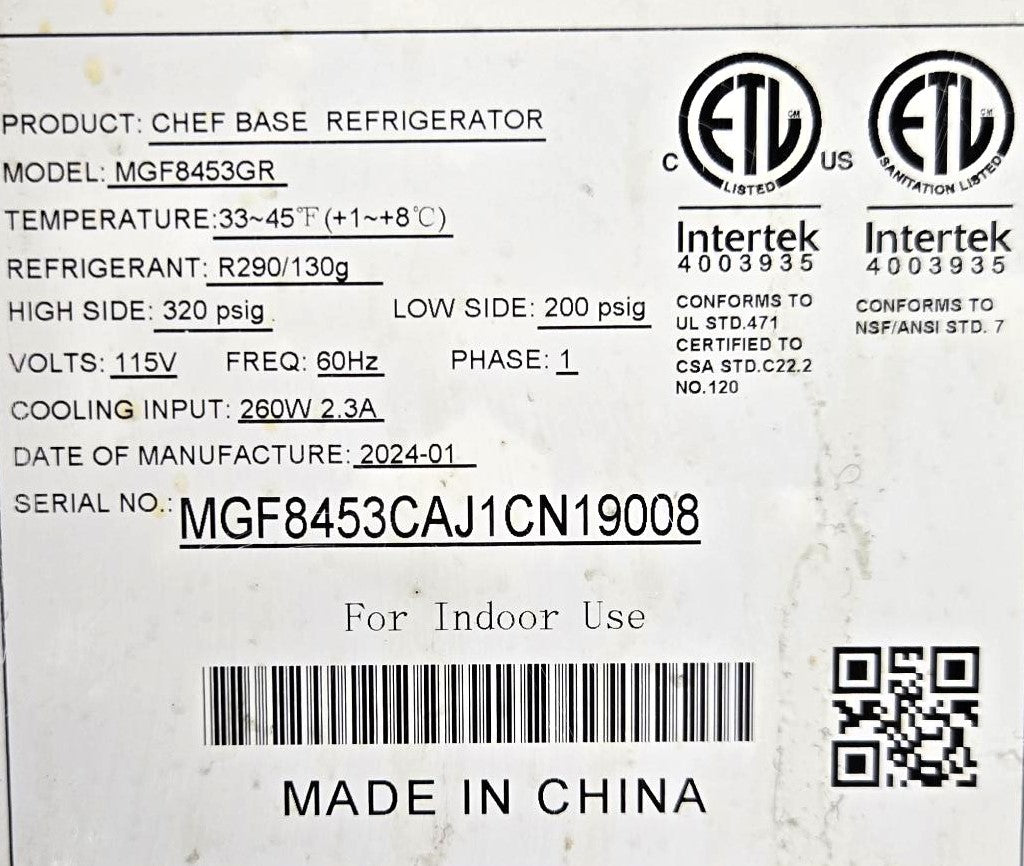 PRODUCT: CHEF BASE REFRIGERATOR
MODEL: MGF8453GR
TEMPERATURE:33~45℉(+1~+8℃)
REFRIGERANT: R290/130g
HIGH SIDE: 320 psig LOW SIDE: 200 psig
VOLTS: 115V FREQ: 60Hz PHASE: 1
COOLING INPUT: 260W 2.3A
DATE OF MANUFACTURE: 2024-01
SERIAL NO.: MGF8453CAJ1CN19008
For Indoor Use
MADE IN CHINA
ETL CM
C US
LISTED
Intertek
4003935
CONFORMS TO
UL STD.471
CERTIFIED TO
CSA STD.C22.2
NO.120
ETL CM
SANITATION LISTED
Intertek
4003935
CONFORMS TO
NSF/ANSI STD. 7